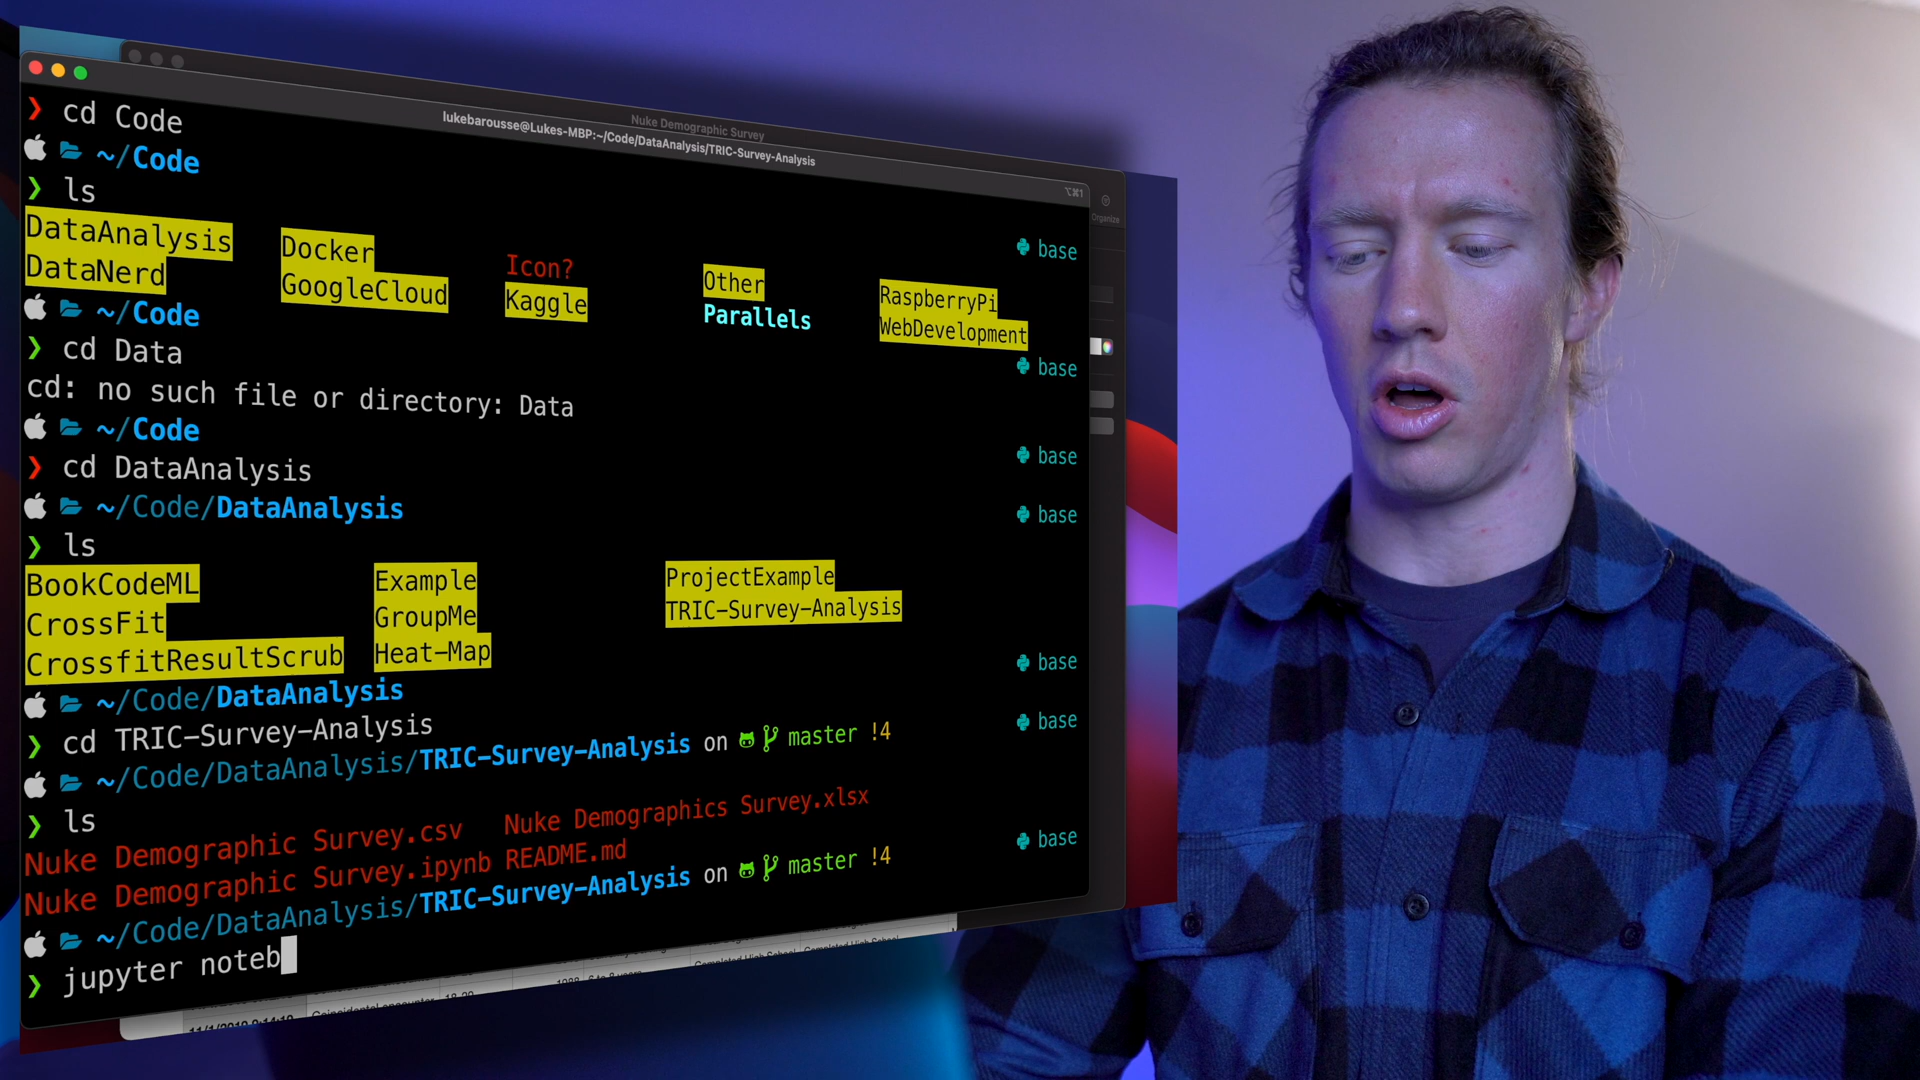 Nuke Demographic Survey
lukebarousse@Lukes-MBP:~/Code/DataAnalysis/TRIC-Survey-Analysis
⌥⌘1
Organize
❯ cd Code
~/Code
❯ ls
base
DataAnalysis Docker Icon? Other RaspberryPi
DataNerd GoogleCloud Kaggle Parallels WebDevelopment
~/Code base
❯ cd Data
cd: no such file or directory: Data
~/Code base
❯ cd DataAnalysis
~/Code/DataAnalysis base
❯ ls
BookCodeML Example ProjectExample
CrossFit GroupMe TRIC-Survey-Analysis
CrossfitResultScrub Heat-Map
~/Code/DataAnalysis base
❯ cd TRIC-Survey-Analysis
~/Code/DataAnalysis/TRIC-Survey-Analysis on master !4 base
❯ ls
Nuke Demographic Survey.csv Nuke Demographics Survey.xlsx
Nuke Demographic Survey.ipynb README.md
~/Code/DataAnalysis/TRIC-Survey-Analysis on master !4 base
❯ jupyter noteb